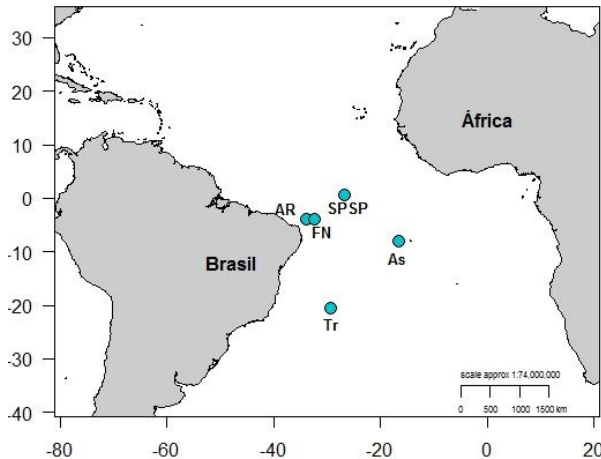 30
20
10
0
-10
-20
-30
-40
África
AR
SPSP
FN
Brasil
As
Tr
scale approx 1:74,000,000
0 500 1000 1500 km
-80 -60 -40 -20 0 20